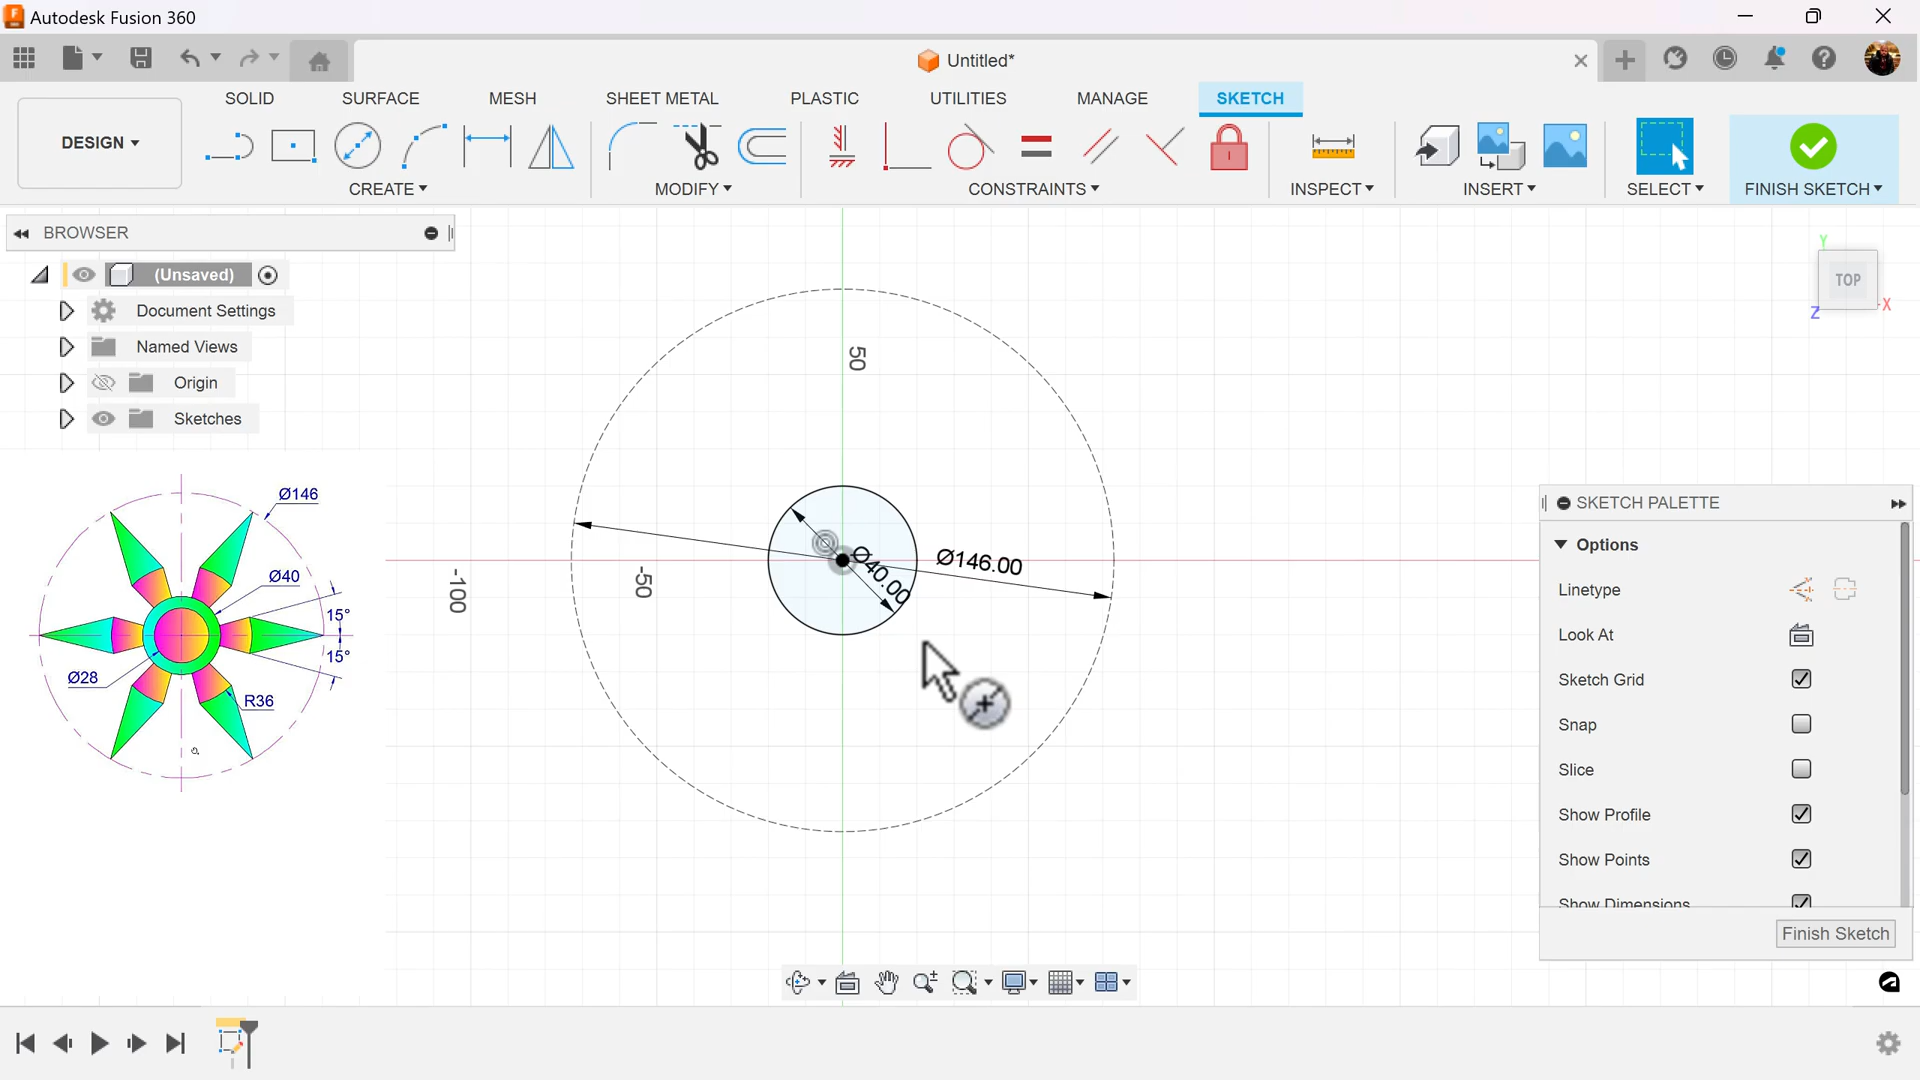 Autodesk Fusion 360
Untitled*
SOLID
SURFACE
MESH
SHEET METAL
PLASTIC
UTILITIES
MANAGE
SKETCH
DESIGN
CREATE
MODIFY
CONSTRAINTS
INSPECT
INSERT
SELECT
FINISH SKETCH
BROWSER
(Unsaved)
Document Settings
Named Views
Origin
Sketches
Y
TOP
X
Z
50
-50
-100
Ø40.00
Ø146.00
Ø146
Ø40
15°
15°
Ø28
R36
SKETCH PALETTE
Options
Linetype
Look At
Sketch Grid
Snap
Slice
Show Profile
Show Points
Show Dimensions
Finish Sketch